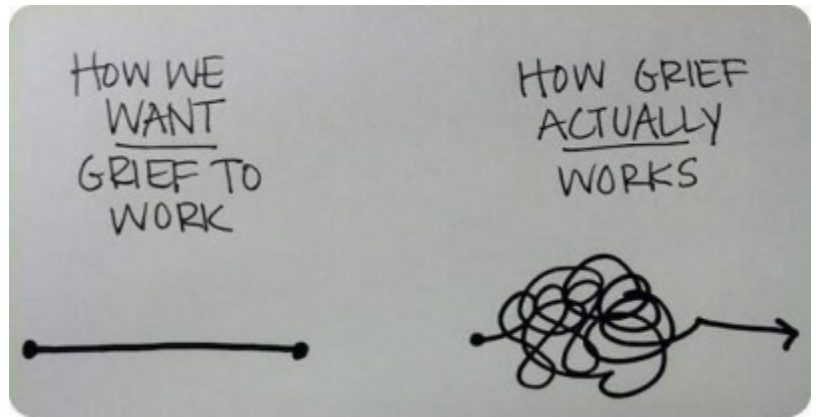 HOW WE
WANT
GRIEF TO
WORK
HOW GRIEF
ACTUALLY
WORKS